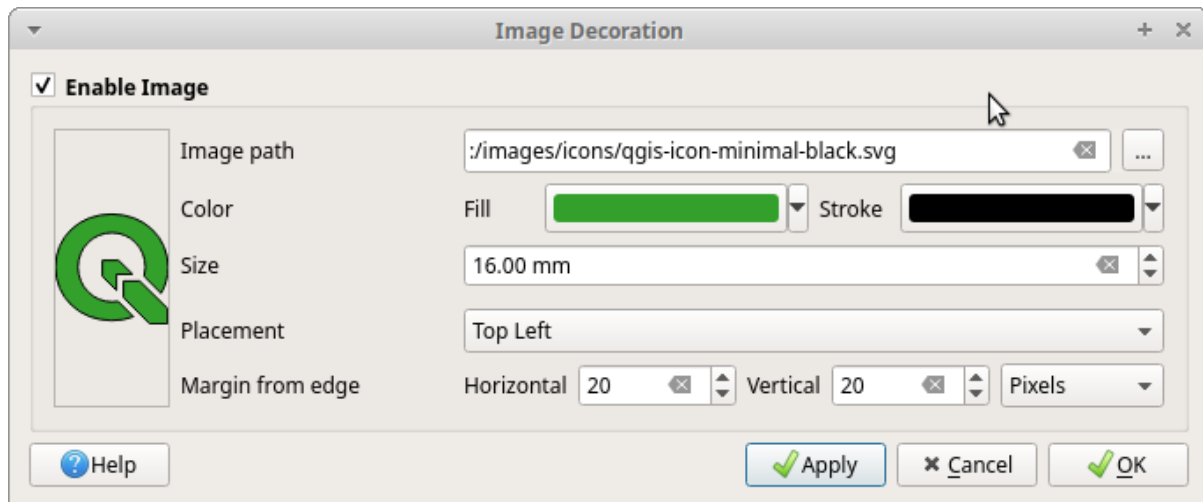 Image Decoration
Enable Image
Image path :/images/icons/qgis-icon-minimal-black.svg ...
Color Fill Stroke
Size 16.00 mm
Placement Top Left
Margin from edge Horizontal 20 Vertical 20 Pixels
Help Apply Cancel OK